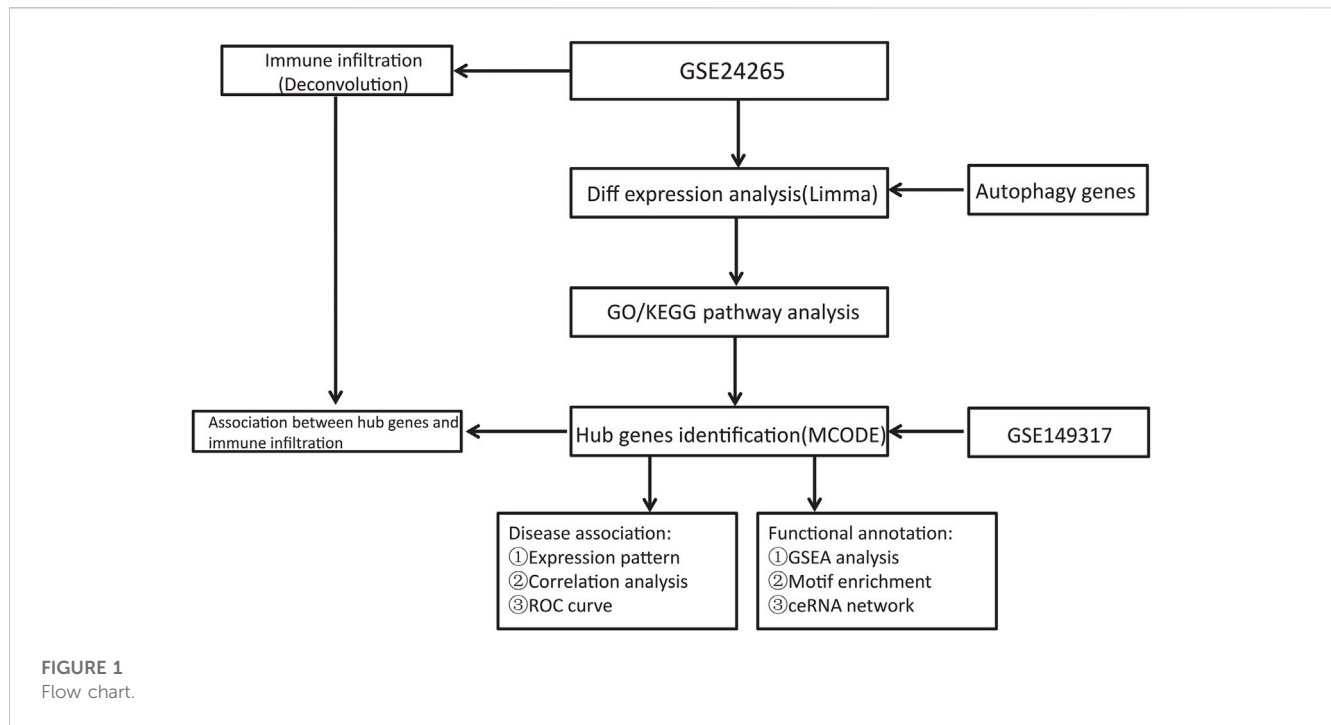 Immune infiltration
(Deconvolution)
GSE24265
Diff expression analysis(Limma)
Autophagy genes
GO/KEGG pathway analysis
Association between hub genes and
immune infiltration
Hub genes identification(MCODE)
GSE149317
Disease association:
①Expression pattern
②Correlation analysis
③ROC curve
Functional annotation:
①GSEA analysis
②Motif enrichment
③ceRNA network
FIGURE 1
Flow chart.